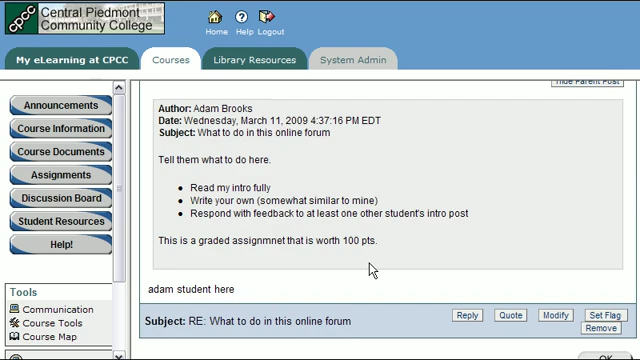 cpcc
Central Piedmont
Community College
Home Help Logout
My eLearning at CPCC Courses Library Resources System Admin
Announcements
Course Information
Course Documents
Assignments
Discussion Board
Student Resources
Help!
Tools
Communication
Course Tools
Course Map
Hide Parent Post
Author: Adam Brooks
Date: Wednesday, March 11, 2009 4:37:16 PM EDT
Subject: What to do in this online forum
Tell them what to do here.
Read my intro fully
Write your own (somewhat similar to mine)
Respond with feedback to at least one other student's intro post
This is a graded assignmnet that is worth 100 pts.
adam student here
Subject: RE: What to do in this online forum
Reply Quote Modify Set Flag
Remove
OK